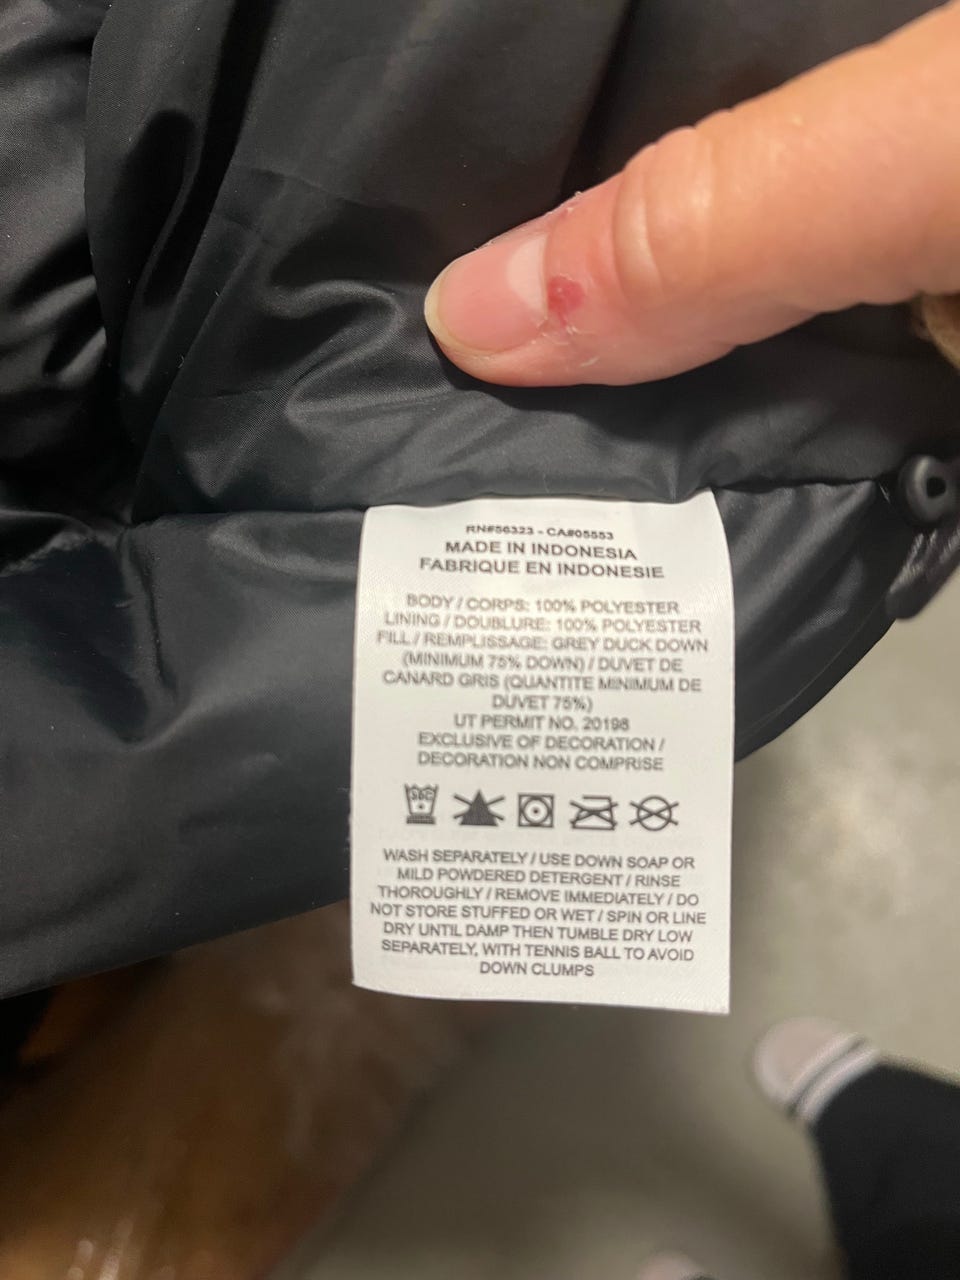 RN#56323 - CA#05553
MADE IN INDONESIA
FABRIQUE EN INDONESIE
BODY / CORPS: 100% POLYESTER
LINING / DOUBLURE: 100% POLYESTER
FILL / REMPLISSAGE: GREY DUCK DOWN
(MINIMUM 75% DOWN) / DUVET DE
CANARD GRIS (QUANTITE MINIMUM DE
DUVET 75%)
UT PERMIT NO. 20198
EXCLUSIVE OF DECORATION /
DECORATION NON COMPRISE
WASH SEPARATELY / USE DOWN SOAP OR
MILD POWDERED DETERGENT / RINSE
THOROUGHLY / REMOVE IMMEDIATELY / DO
NOT STORE STUFFED OR WET / SPIN OR LINE
DRY UNTIL DAMP THEN TUMBLE DRY LOW
SEPARATELY, WITH TENNIS BALL TO AVOID
DOWN CLUMPS